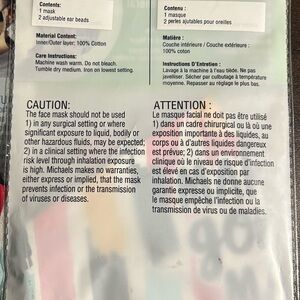 Contents:
1 mask
2 adjustable ear beads
Material Content:
Inner/Outer layer: 100% Cotton
Care Instructions:
Machine wash warm. Do not bleach.
Tumble dry medium. Iron on lowest setting.
CAUTION:
The face mask should not be used
1) in any surgical setting or where
significant exposure to liquid, bodily or
other hazardous fluids, may be expected;
2) in a clinical setting where the infection
risk level through inhalation exposure
is high. Michaels makes no warranties,
either express or implied, that the mask
prevents infection or the transmission
of viruses or diseases.
Contenu :
1 masque
2 perles ajustables pour oreilles
Matière :
Couche intérieure / Couche extérieure :
100% coton
Instructions D'Entretien :
Lavage à la machine à l'eau tiède. Ne pas
javelliser. Sécher par culbutage à température
moyenne. Repasser au réglage le plus bas.
ATTENTION :
Le masque facial ne doit pas être utilisé
1) dans un cadre chirurgical ou là où une
exposition importante à des liquides, au
corps ou à d'autres liquides dangereux
est prévue; 2) dans un environnement
clinique où le niveau de risque d'infection
est élevé en cas d'exposition par
inhalation. Michaels ne donne aucune
garantie expresse ou implicite, que
le masque empêche l'infection ou la
transmission de virus ou de maladies.